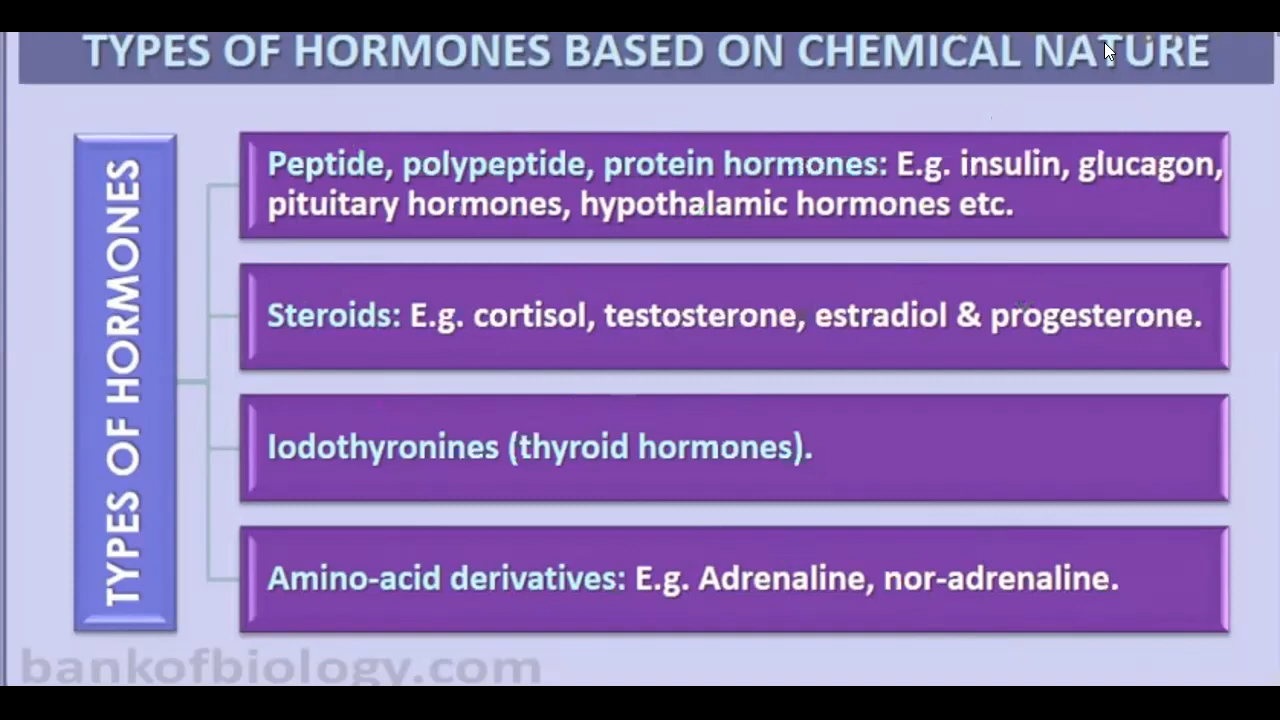 TYPES OF HORMONES BASED ON CHEMICAL NATURE
TYPES OF HORMONES
Peptide, polypeptide, protein hormones: E.g. insulin, glucagon,
pituitary hormones, hypothalamic hormones etc.
Steroids: E.g. cortisol, testosterone, estradiol & progesterone.
Iodothyronines (thyroid hormones).
Amino-acid derivatives: E.g. Adrenaline, nor-adrenaline.
bankofbiology.com